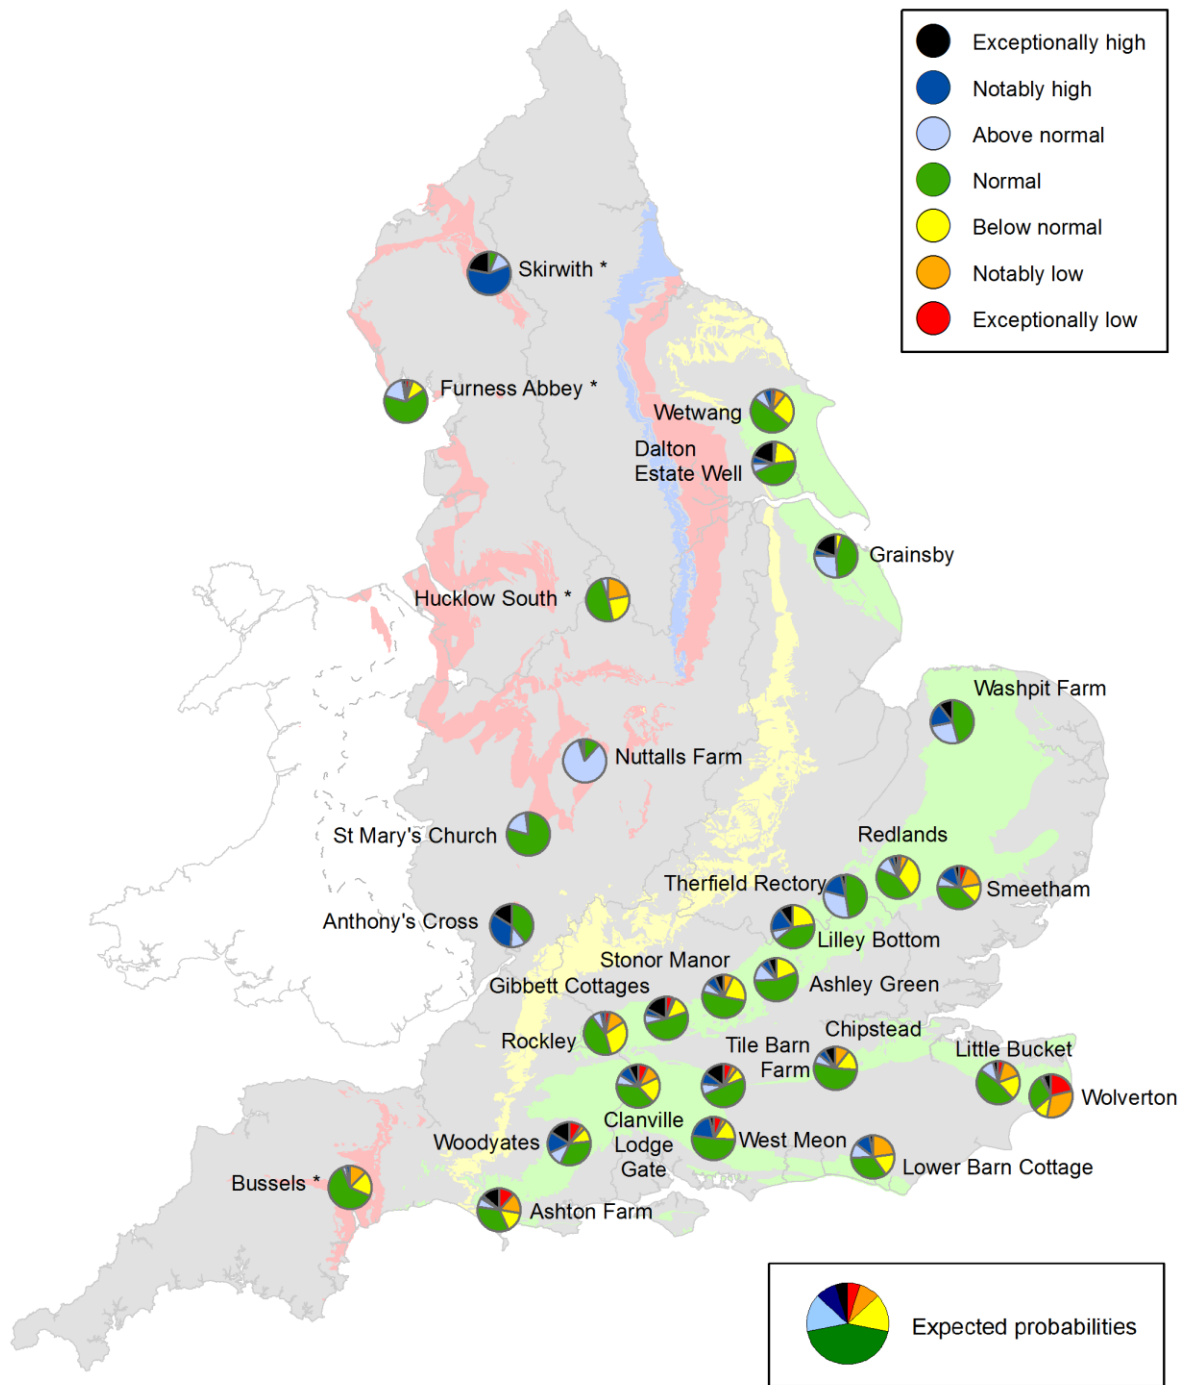 Exceptionally high
Notably high
Above normal
Normal
Below normal
Notably low
Exceptionally low
Skirwith *
Furness Abbey *
Wetwang
Dalton
Estate Well
Grainsby
Hucklow South *
Washpit Farm
Nuttalls Farm
St Mary's Church
Redlands
Therfield Rectory
Smeetham
Anthony's Cross
Lilley Bottom
Stonor Manor
Ashley Green
Gibbett Cottages
Rockley
Chipstead
Tile Barn
Farm
Little Bucket
Wolverton
Clanville
Lodge
Gate
Woodyates
West Meon
Lower Barn Cottage
Bussels *
Ashton Farm
Expected probabilities